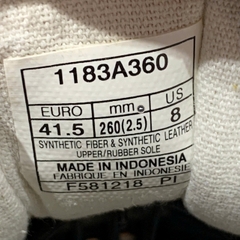 1183A360
EURO mm US
41.5 260(2.5) 8
SYNTHETIC FIBER & SYNTHETIC LEATHER
UPPER/RUBBER SOLE
MADE IN INDONESIA
FABRIQUE EN INDONESIE
F581218 PI